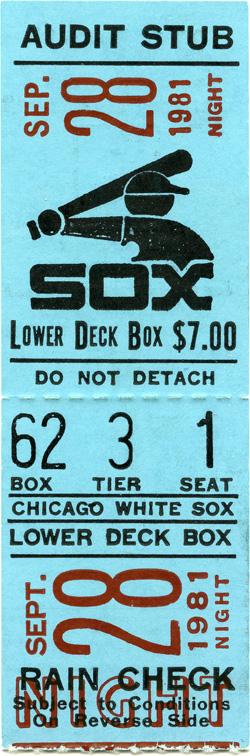 AUDIT STUB
SEP. 28 1981 NIGHT
SOX
LOWER DECK BOX $7.00
DO NOT DETACH
62 3 1
BOX TIER SEAT
CHICAGO WHITE SOX
LOWER DECK BOX
SEPT. 28 1981 NIGHT
RAIN CHECK
NIGHT
Subject to Conditions
On Reverse Side